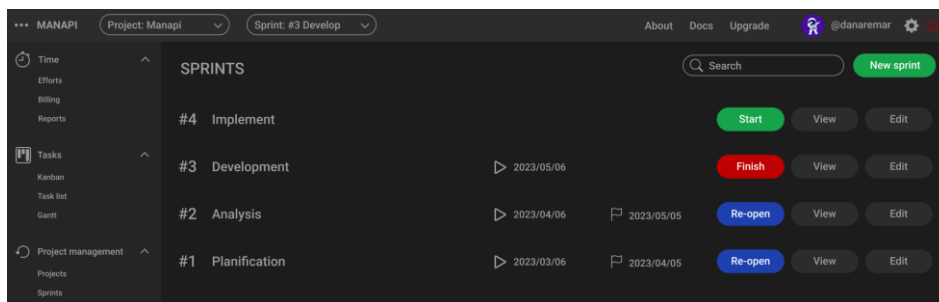 MANAPI Project: Manapi Sprint: #3 Develop About Docs Upgrade @danaremar
Time
Efforts
Billing
Reports
Tasks
Kanban
Task list
Gantt
Project management
Projects
Sprints
SPRINTS Search New sprint
#4 Implement Start View Edit
#3 Development 2023/05/06 Finish View Edit
#2 Analysis 2023/04/06 2023/05/05 Re-open View Edit
#1 Planification 2023/03/06 2023/04/05 Re-open View Edit